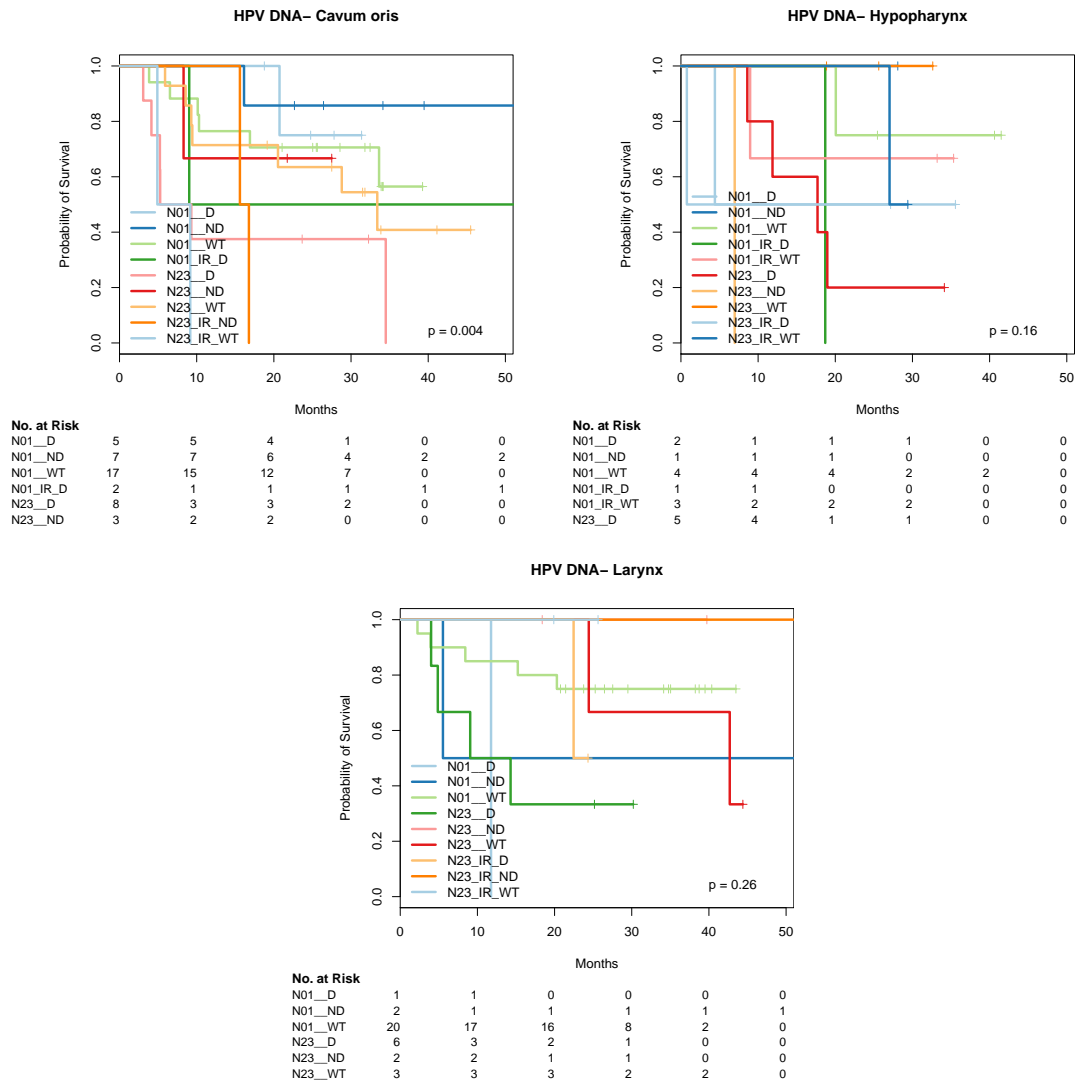 HPV DNA− Cavum oris
Probability of Survival
1.0
0.8
0.6
0.4
0.2
0.0
N01__D
N01__ND
N01__WT
N01_IR_D
N23__D
N23__ND
N23__WT
N23_IR_ND
N23_IR_WT
p = 0.004
0 10 20 30 40 50
Months
No. at Risk
N01__D 5 5 4 1 0 0
N01__ND 7 7 6 4 2 2
N01__WT 17 15 12 7 0 0
N01_IR_D 2 1 1 1 1 1
N23__D 8 3 3 2 0 0
N23__ND 3 2 2 0 0 0
HPV DNA− Hypopharynx
Probability of Survival
1.0
0.8
0.6
0.4
0.2
0.0
N01__D
N01__ND
N01__WT
N01_IR_D
N01_IR_WT
N23__D
N23__ND
N23__WT
N23_IR_D
N23_IR_WT
p = 0.16
0 10 20 30 40 50
Months
No. at Risk
N01__D 2 1 1 1 0 0
N01__ND 1 1 1 0 0 0
N01__WT 4 4 4 2 2 0
N01_IR_D 1 1 0 0 0 0
N01_IR_WT 3 2 2 2 0 0
N23__D 5 4 1 1 0 0
HPV DNA− Larynx
Probability of Survival
1.0
0.8
0.6
0.4
0.2
0.0
N01__D
N01__ND
N01__WT
N23__D
N23__ND
N23__WT
N23_IR_D
N23_IR_ND
N23_IR_WT
p = 0.26
0 10 20 30 40 50
Months
No. at Risk
N01__D 1 1 0 0 0 0
N01__ND 2 1 1 1 1 1
N01__WT 20 17 16 8 2 0
N23__D 6 3 2 1 0 0
N23__ND 2 2 1 1 0 0
N23__WT 3 3 3 2 2 0